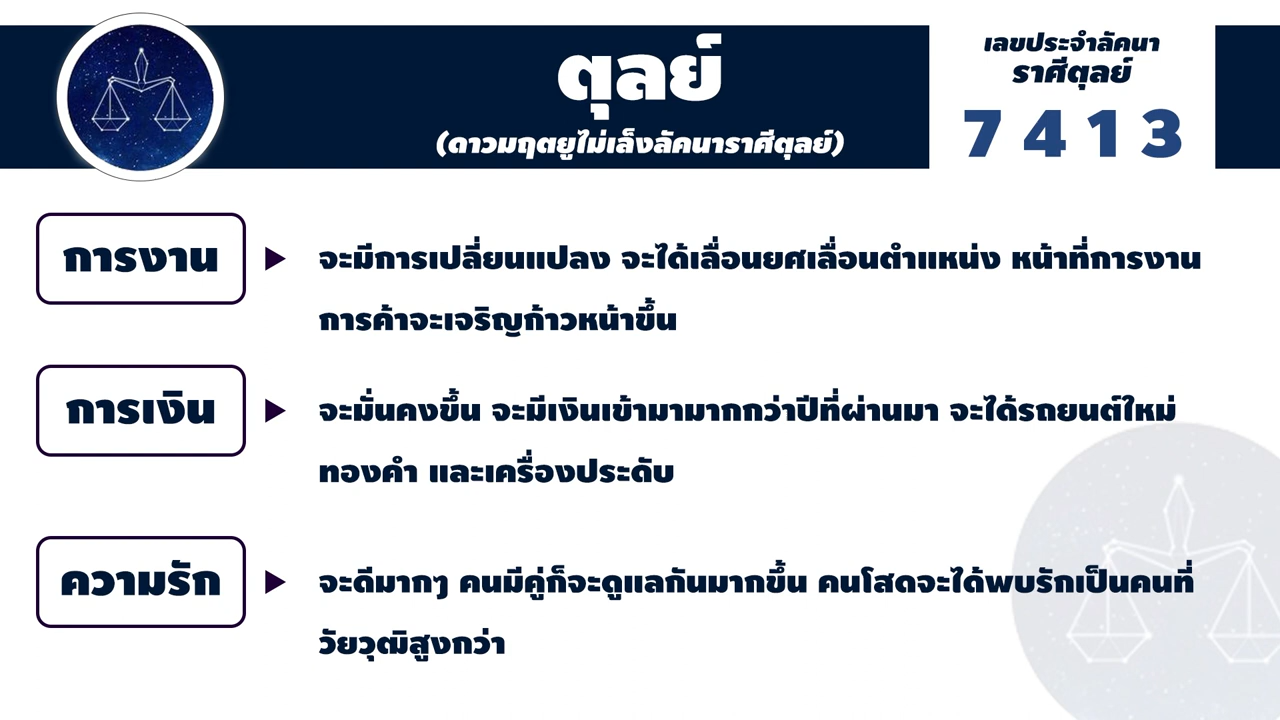 ตุลย์
(ดาวมฤตยูไม่เล็งลัคนาราศีตุลย์)
เลขประจำลัคนา
ราศีตุลย์
7 4 1 3
การงาน
จะมีการเปลี่ยนแปลง จะได้เลื่อนยศเลื่อนตำแหน่ง หน้าที่การงาน
การค้าจะเจริญก้าวหน้าขึ้น
การเงิน
จะมั่นคงขึ้น จะมีเงินเข้ามามากกว่าปีที่ผ่านมา จะได้รถยนต์ใหม่
ทองคำ และเครื่องประดับ
ความรัก
จะดีมากๆ คนมีคู่ก็จะดูแลกันมากขึ้น คนโสดจะได้พบรักเป็นคนที่
วัยวุฒิสูงกว่า